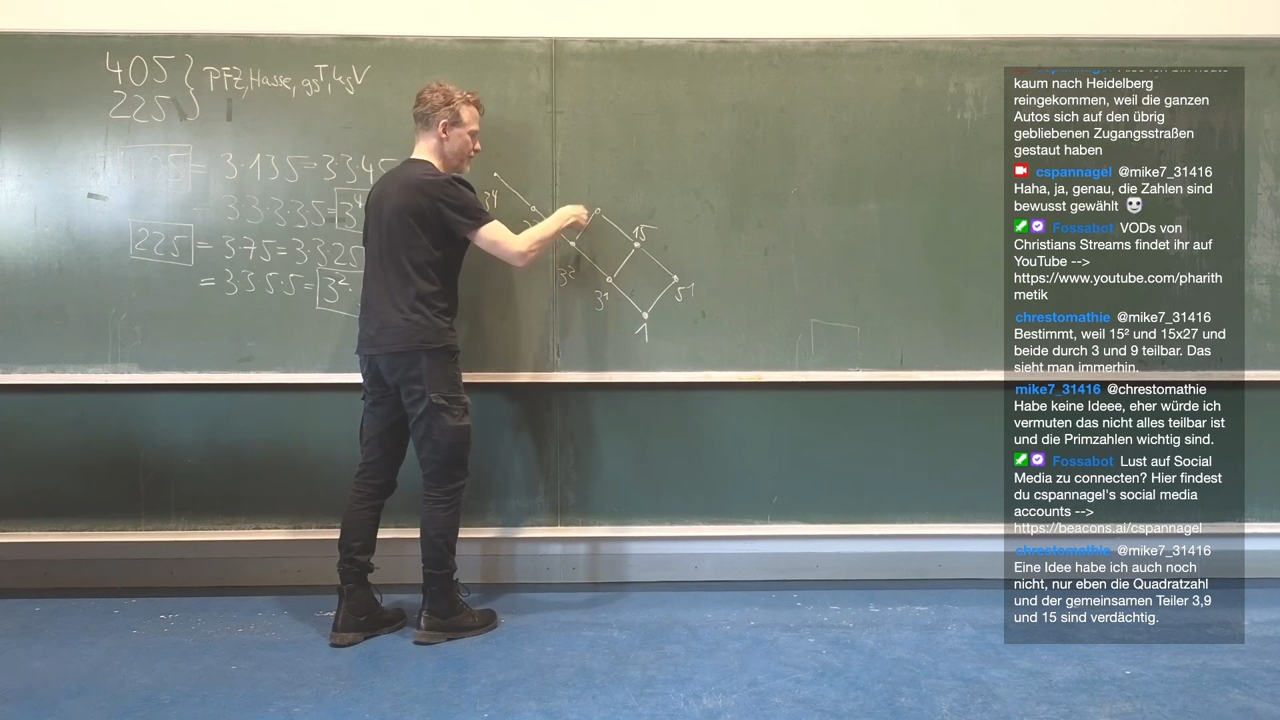 405
225 } PFZ, Hasse, ggT, kgV
= 3·135=3·3·45
= 3·3·3·3·5= 3⁴
225 = 3·75=3·3·25
= 3·3·5·5= 3²·
3⁴
15
3²
3¹
5¹
1
kaum nach Heidelberg
reingekommen, weil die ganzen
Autos sich auf den übrig
gebliebenen Zugangsstraßen
gestaut haben
cspannagel @mike7_31416
Haha, ja, genau, die Zahlen sind
bewusst gewählt
Fossabot VODs von
Christians Streams findet ihr auf
YouTube -->
https://www.youtube.com/pharith
metik
chrestomathie @mike7_31416
Bestimmt, weil 15² und 15x27 und
beide durch 3 und 9 teilbar. Das
sieht man immerhin.
mike7_31416 @chrestomathie
Habe keine Ideee, eher würde ich
vermuten das nicht alles teilbar ist
und die Primzahlen wichtig sind.
Fossabot Lust auf Social
Media zu connecten? Hier findest
du cspannagel's social media
accounts -->
https://beacons.ai/cspannagel
chrestomathie @mike7_31416
Eine Idee habe ich auch noch
nicht, nur eben die Quadratzahl
und der gemeinsamen Teiler 3,9
und 15 sind verdächtig.